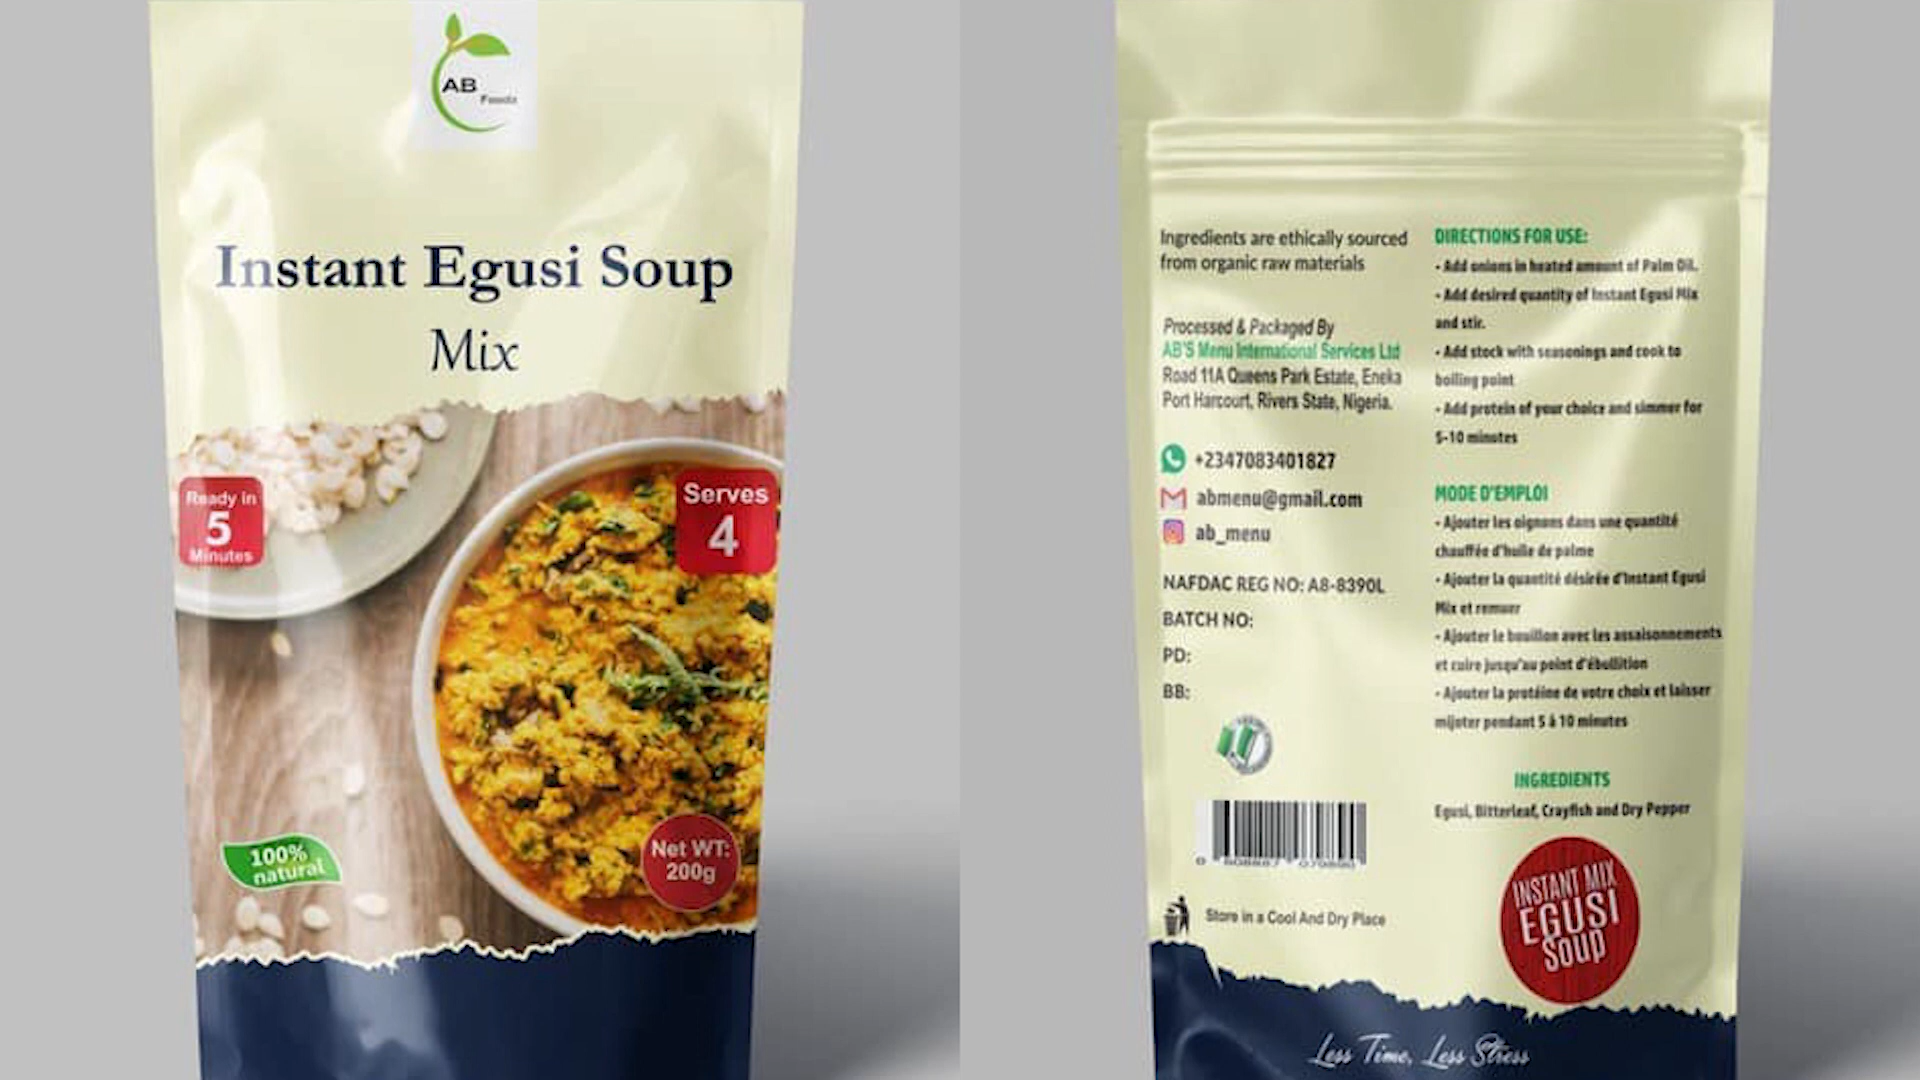 AB
Foods
Instant Egusi Soup
Mix
Ready in
5
Minutes
Serves
4
100%
natural
Net WT:
200g
Ingredients are ethically sourced
from organic raw materials
Processed & Packaged By
AB'S Menu International Services Ltd
Road 11A Queens Park Estate, Eneka
Port Harcourt, Rivers State, Nigeria.
+2347083401827
abmenu@gmail.com
ab_menu
NAFDAC REG NO: A8-8390L
BATCH NO:
PD:
BB:
Store in a Cool And Dry Place
DIRECTIONS FOR USE:
• Add onions in heated amount of Palm Oil.
• Add desired quantity of Instant Egusi Mix
and stir.
• Add stock with seasonings and cook to
boiling point
• Add protein of your choice and simmer for
5-10 minutes
MODE D'EMPLOI
• Ajouter les oignons dans une quantité
chauffée d'huile de palme
• Ajouter la quantité désirée d'Instant Egusi
Mix et remuer
• Ajouter le bouillon avec les assaisonnements
et cuire jusqu'au point d'ébullition
• Ajouter la protéine de votre choix et laisser
mijoter pendant 5 à 10 minutes
INGREDIENTS
Egusi, Bitterleaf, Crayfish and Dry Pepper
INSTANT MIX
EGUSI
SOUP
Less Time, Less Stress